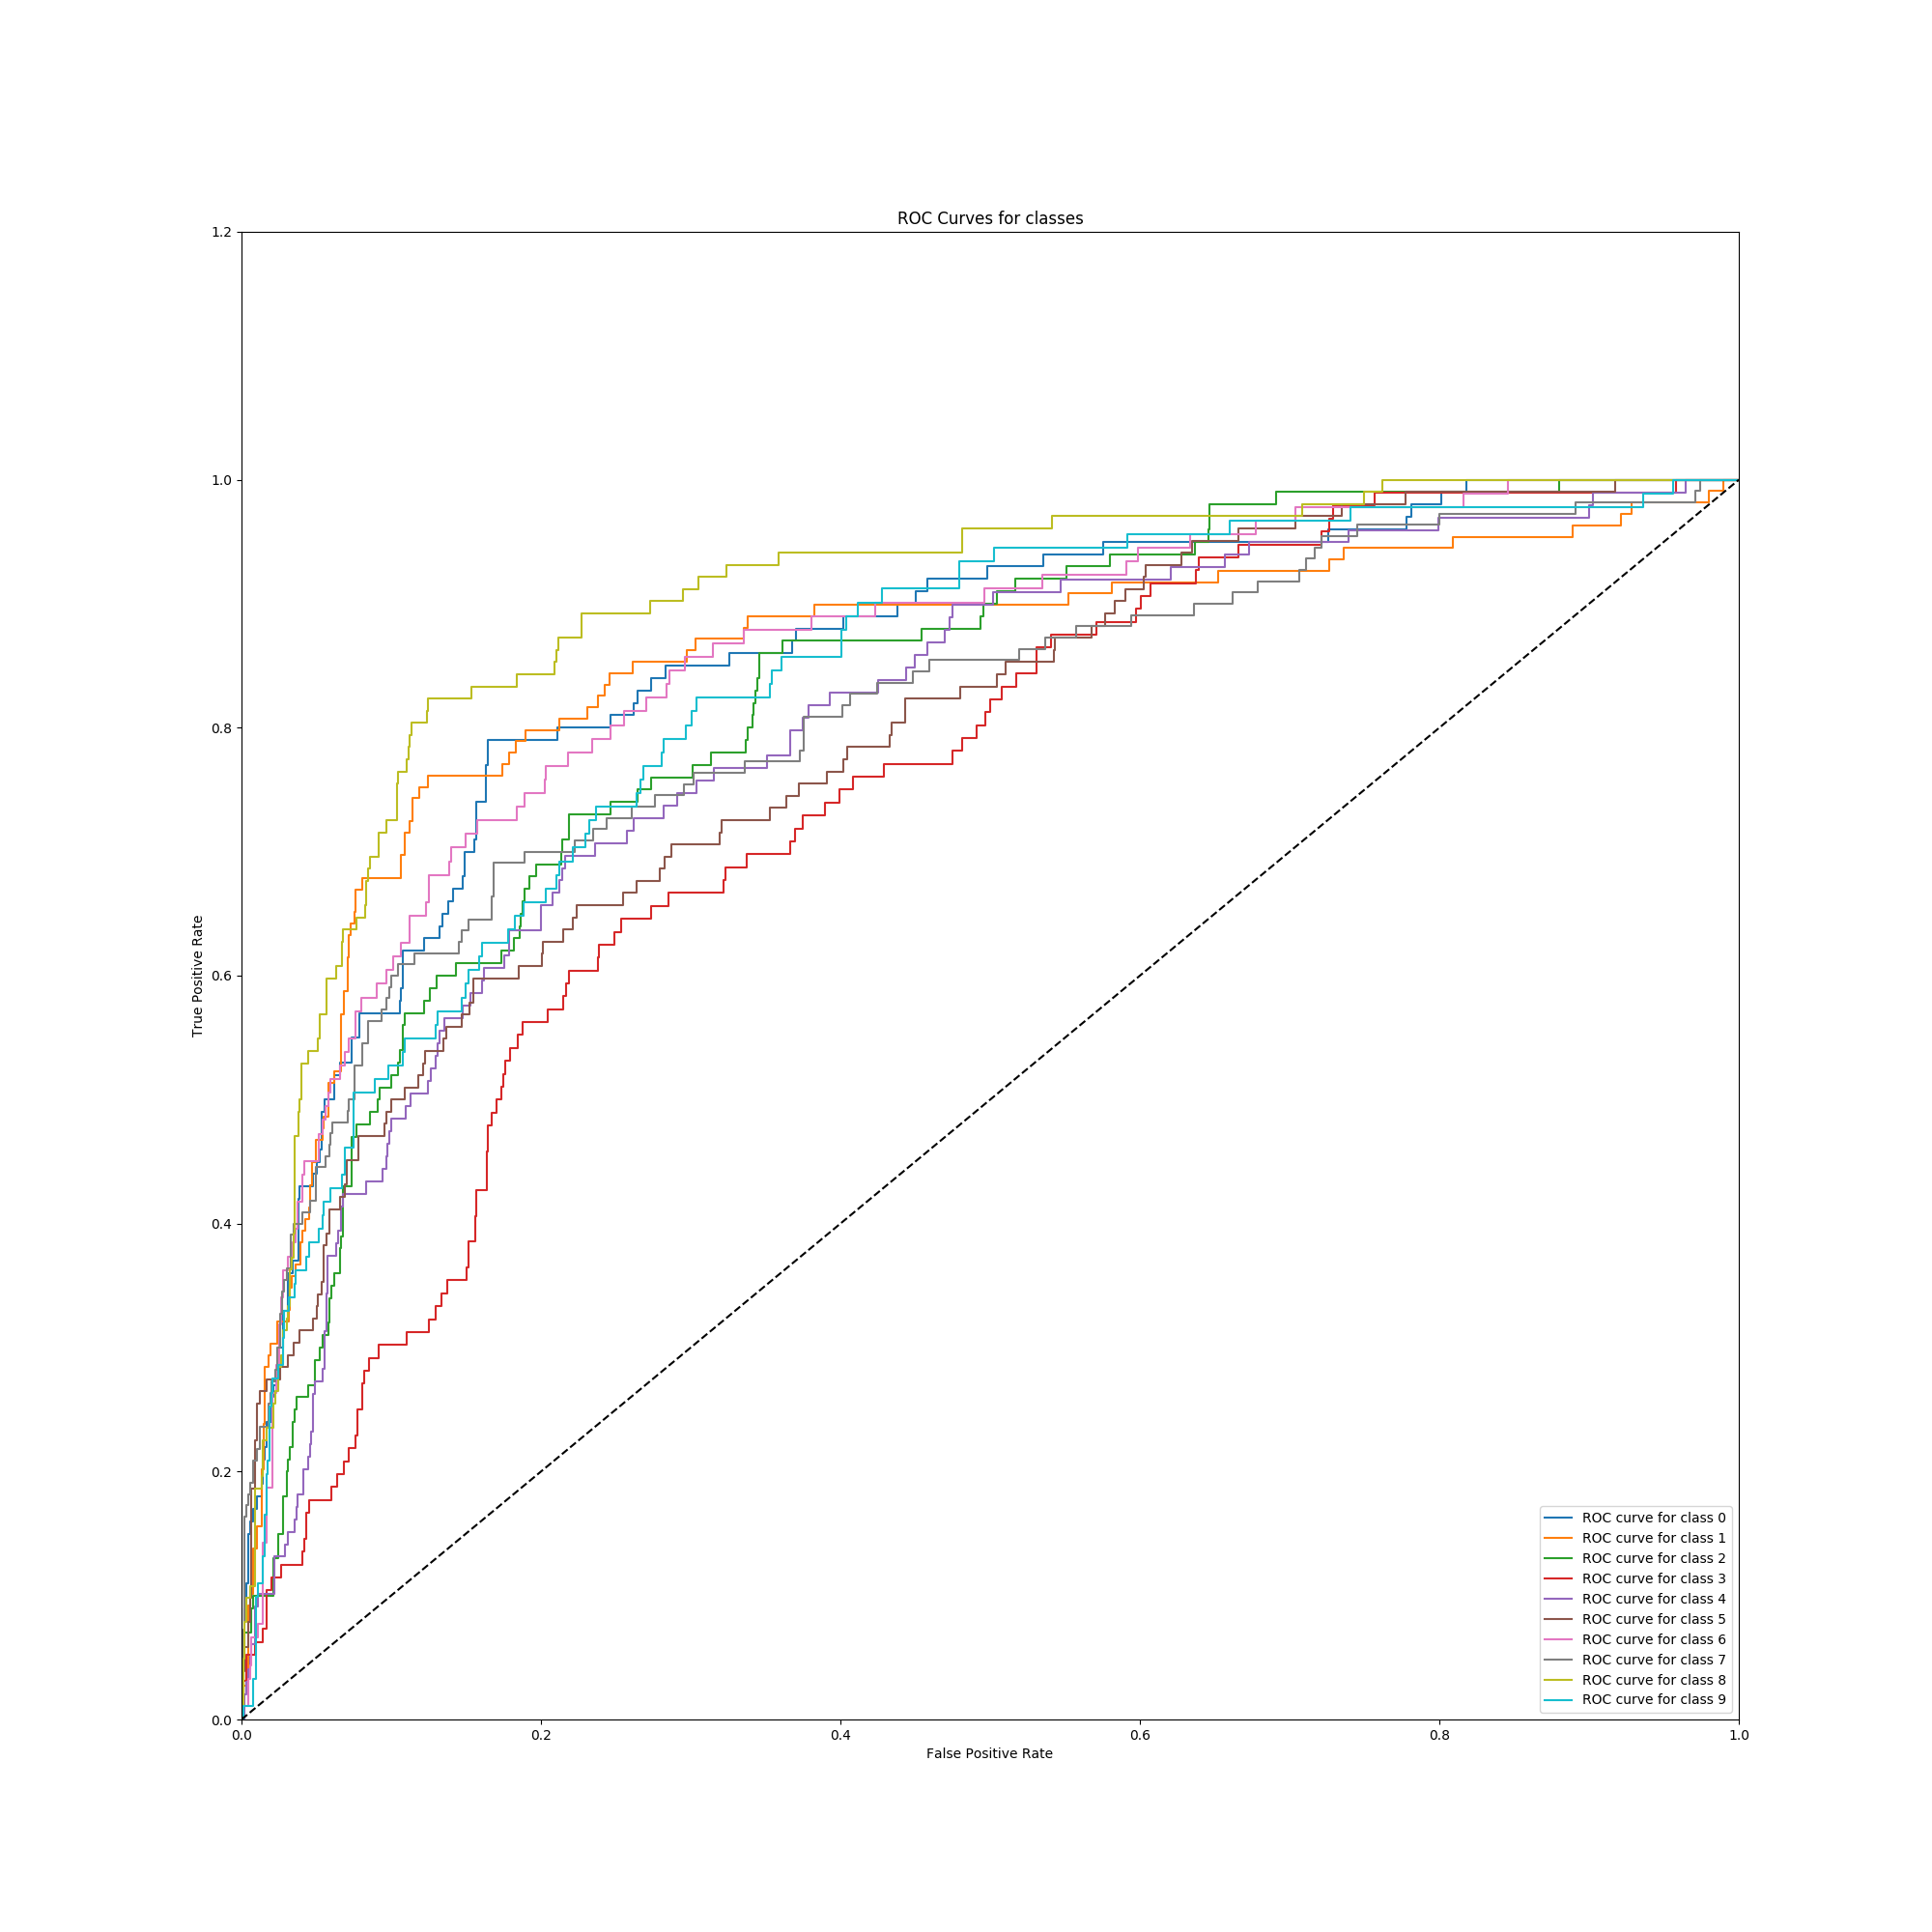 ROC Curves for classes
1.2
1.0
0.8
0.6
0.4
0.2
0.0
True Positive Rate
0.0 0.2 0.4 0.6 0.8 1.0
False Positive Rate
ROC curve for class 0
ROC curve for class 1
ROC curve for class 2
ROC curve for class 3
ROC curve for class 4
ROC curve for class 5
ROC curve for class 6
ROC curve for class 7
ROC curve for class 8
ROC curve for class 9